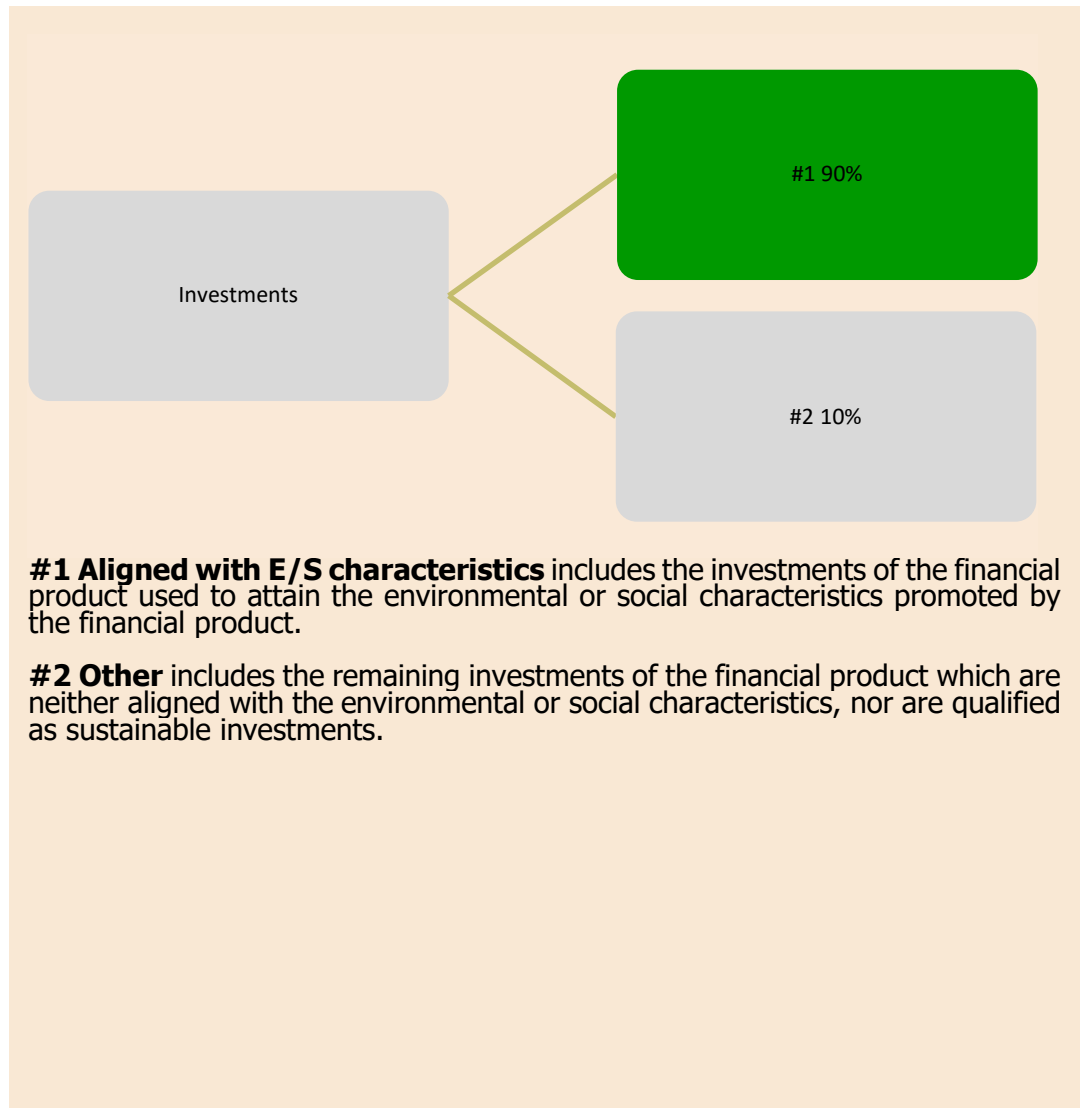 #1 90%
Investments
#2 10%
#1 Aligned with E/S characteristics includes the investments of the financial
product used to attain the environmental or social characteristics promoted by
the financial product.
#2 Other includes the remaining investments of the financial product which are
neither aligned with the environmental or social characteristics, nor are qualified
as sustainable investments.